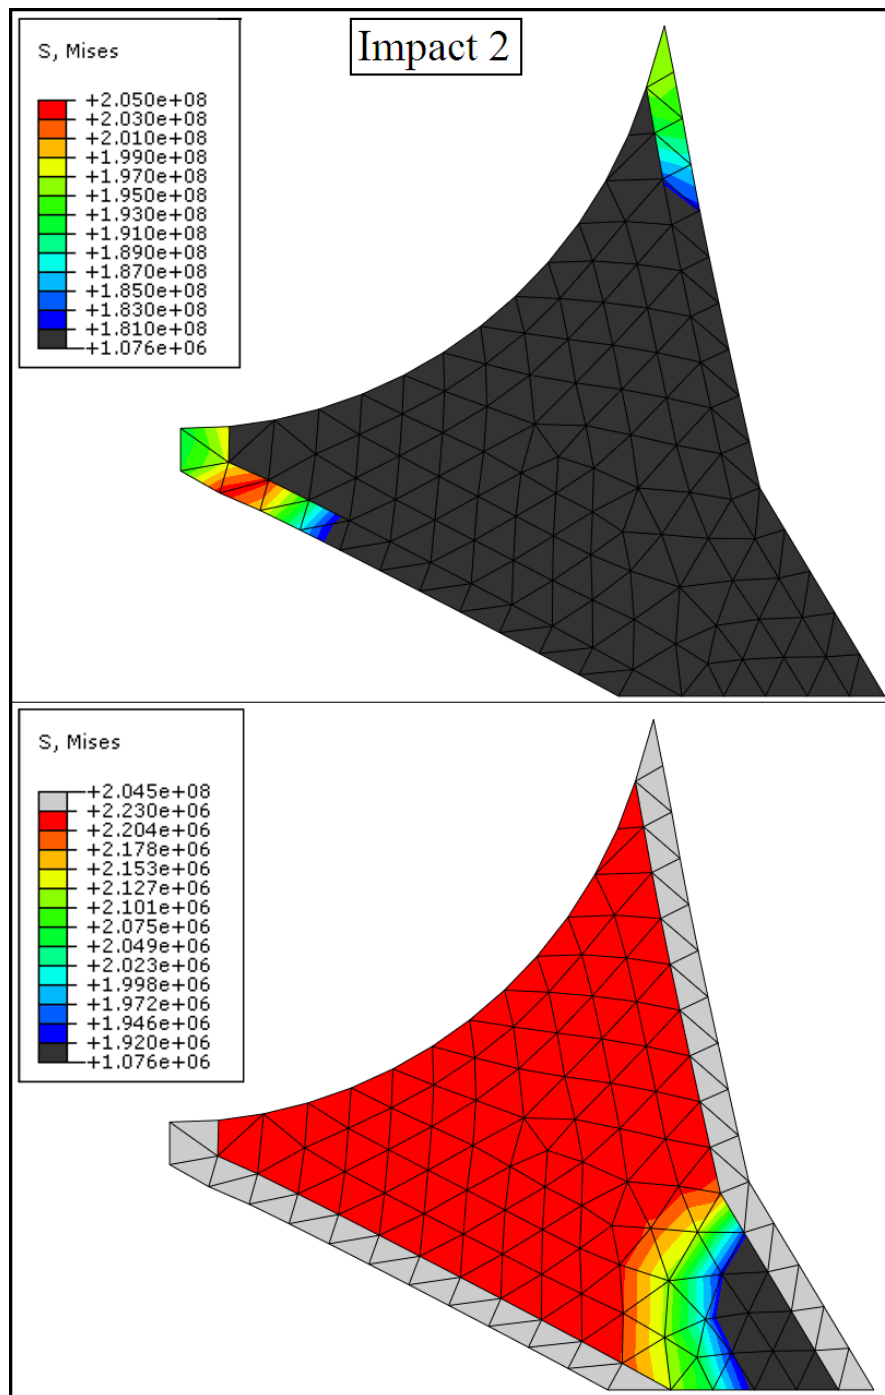 Impact 2
S, Mises
+2.050e+08
+2.030e+08
+2.010e+08
+1.990e+08
+1.970e+08
+1.950e+08
+1.930e+08
+1.910e+08
+1.890e+08
+1.870e+08
+1.850e+08
+1.830e+08
+1.810e+08
+1.076e+06
S, Mises
+2.045e+08
+2.230e+06
+2.204e+06
+2.178e+06
+2.153e+06
+2.127e+06
+2.101e+06
+2.075e+06
+2.049e+06
+2.023e+06
+1.998e+06
+1.972e+06
+1.946e+06
+1.920e+06
+1.076e+06